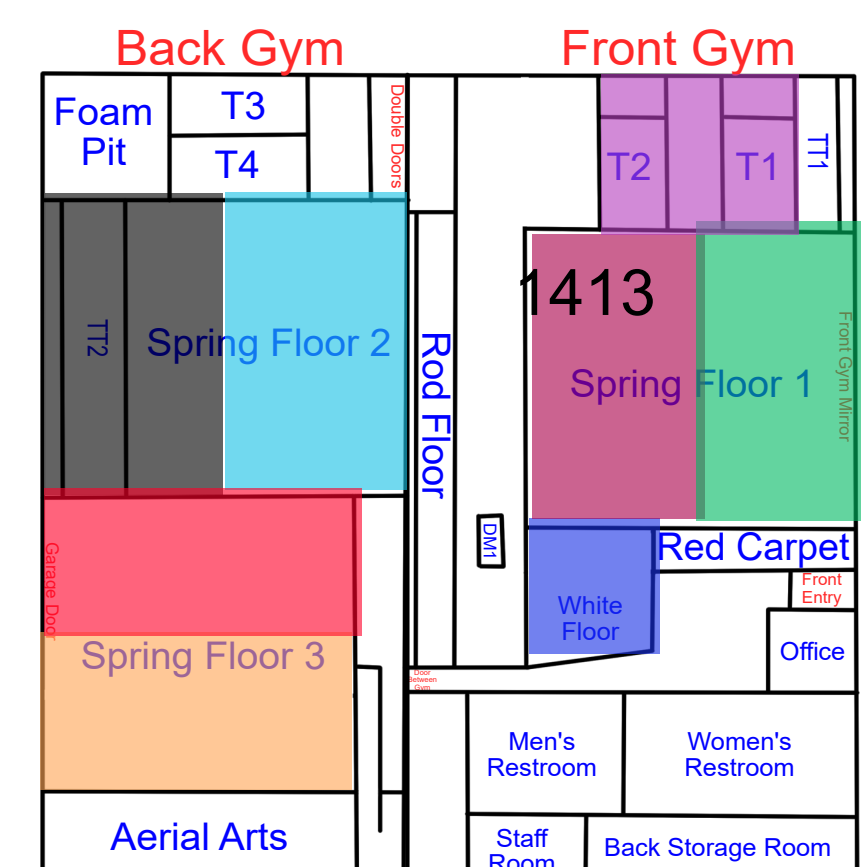 Back Gym
Front Gym
Foam
Pit
T3
T4
Double Doors
T2
T1
TT1
TT2
Spring Floor 2
Rod Floor
1413
Spring Floor 1
Front Gym Mirror
DM1
Red Carpet
White
Floor
Front
Entry
Office
Garage Door
Spring Floor 3
Door
Between
Gym
Men's
Restroom
Women's
Restroom
Aerial Arts
Staff
Room
Back Storage Room